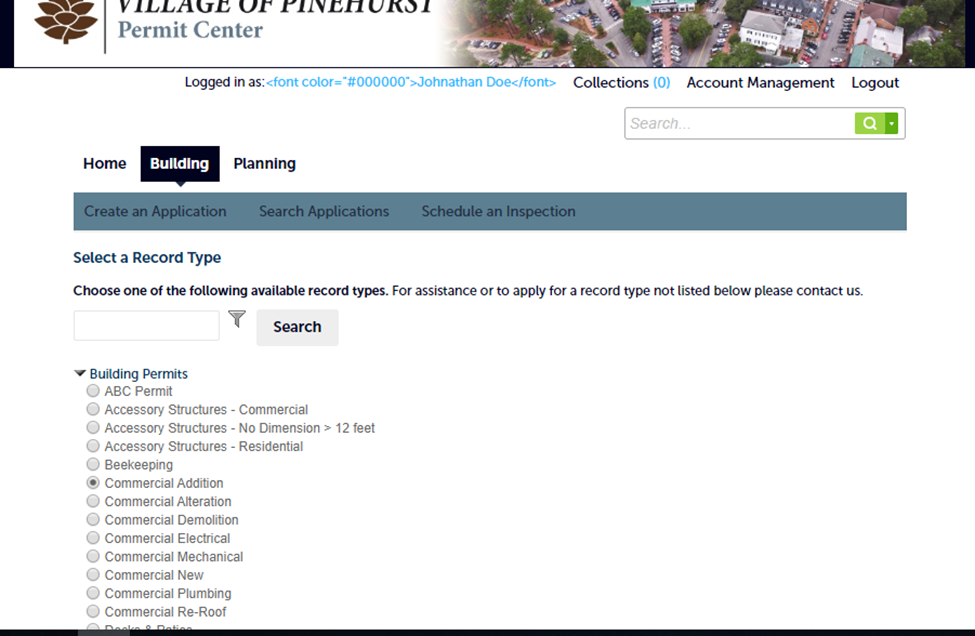 VILLAGE OF PINEHURST
Permit Center
Logged in as:<font color="#000000">Johnathan Doe</font> Collections (0) Account Management Logout
Search...
Home Building Planning
Create an Application Search Applications Schedule an Inspection
Select a Record Type
Choose one of the following available record types. For assistance or to apply for a record type not listed below please contact us.
Search
Building Permits
ABC Permit
Accessory Structures - Commercial
Accessory Structures - No Dimension > 12 feet
Accessory Structures - Residential
Beekeeping
Commercial Addition
Commercial Alteration
Commercial Demolition
Commercial Electrical
Commercial Mechanical
Commercial New
Commercial Plumbing
Commercial Re-Roof
Decks & Patios